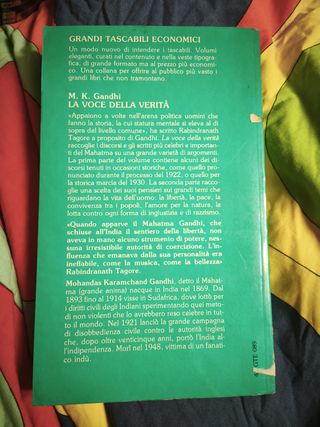 GRANDI TASCABILI ECONOMICI
Un modo nuovo di intendere i tascabili. Volumi
eleganti, curati nel contenuto e nella veste tipogra-
fica, di grande formato ma al prezzo più economi-
co. Una collana per offrire al pubblico più vasto i
grandi libri che non tramontano.
M. K. Gandhi
LA VOCE DELLA VERITÀ
«Appaiono a volte nell'arena politica uomini che
fanno la storia, la cui statura mentale si eleva al di
sopra del livello comune», ha scritto Rabindranath
Tagore a proposito di Gandhi. La voce della verità
raccoglie i discorsi e gli scritti più celebri e importan-
ti del Mahatma su una grande varietà di argomenti.
La prima parte del volume contiene alcuni dei di-
scorsi tenuti in occasioni storiche, come quello pro-
nunciato durante il processo del 1922, o quello per
la storica marcia del 1930. La seconda parte racco-
glie una scelta dei suoi pensieri sui grandi temi che
riguardano la vita dell'uomo: la libertà, la pace, la
convivenza tra i popoli, l'amore per la natura, la
lotta contro ogni forma di ingiustizia e di razzismo.
«Quando apparve il Mahatma Gandhi, che
schiuse all'India il sentiero della libertà, non
aveva in mano alcuno strumento di potere, nes-
suna irresistibile autorità di coercizione. L'in-
fluenza che emanava dalla sua personalità era
ineffabile, come la musica, come la bellezza»
Rabindranath Tagore.
Mohandas Karamchand Gandhi, detto il Mahat-
ma (grande anima) nacque in India nel 1869. Dal
1893 fino al 1914 visse in Sudafrica, dove lottò per
i diritti civili degli Indiani sperimentando quei meto-
di non violenti che lo avrebbero reso celebre in tut-
to il mondo. Nel 1921 lanciò la grande campagna
di disobbedienza civile contro le autorità inglesi
che, dopo oltre venticinque anni, portò l'India al-
l'indipendenza. Morì nel 1948, vittima di un fanati-
co indù.
GTE 089